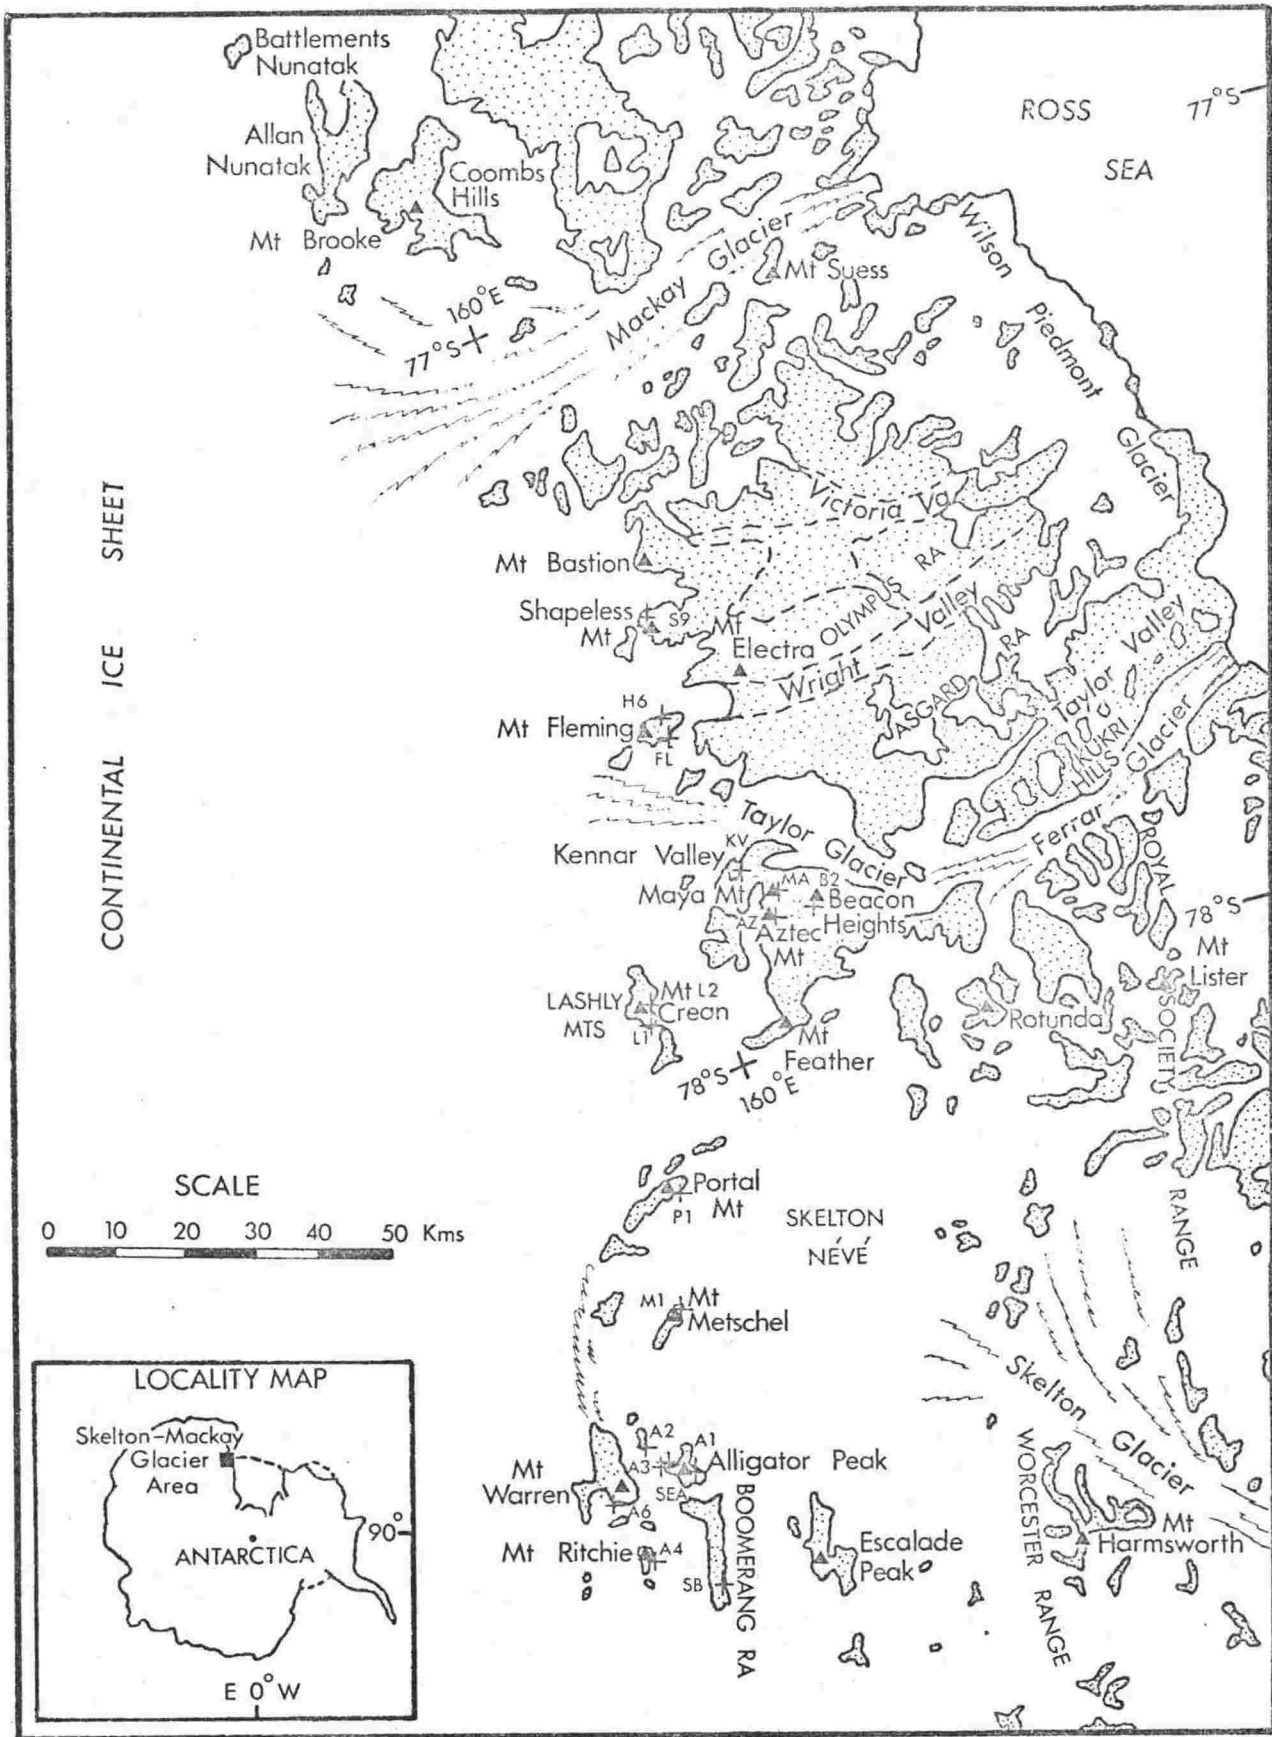 Battlements
Nunatak
ROSS
77°S
SEA
Allan
Nunatak
Coombs
Hills
Mt Brooke
Wilson
Piedmont
Glacier
Mackay Glacier
Mt Suess
160°E
77°S
CONTINENTAL ICE SHEET
Victoria Va
Mt Bastion
OLYMPUS RA
Shapeless
Mt
S9
Mt
Electra
Wright Valley
ASGARD RA
Taylor Valley
H6
Mt Fleming
FL
KUKRI
HILLS
Ferrar Glacier
Taylor Glacier
KV
Kennar Valley
MA
B2
Maya Mt
Beacon
Heights
AZ
Aztec
Mt
ROYAL SOCIETY RANGE
78°S
Mt
Lister
LASHLY
MTS
Mt
Crean
L2
L1
Rotunda
Mt
Feather
78°S
160°E
SCALE
0 10 20 30 40 50 Kms
Portal
Mt
P1
SKELTON
NÉVÉ
M1
Mt
Metschel
Skelton Glacier
A2
A1
A3
Alligator Peak
SEA
Mt
Warren
A6
Mt Ritchie
A4
SB
BOOMERANG RA
Escalade
Peak
WORCESTER RANGE
Mt
Harmsworth
LOCALITY MAP
Skelton-Mackay
Glacier
Area
90°
ANTARCTICA
E 0° W